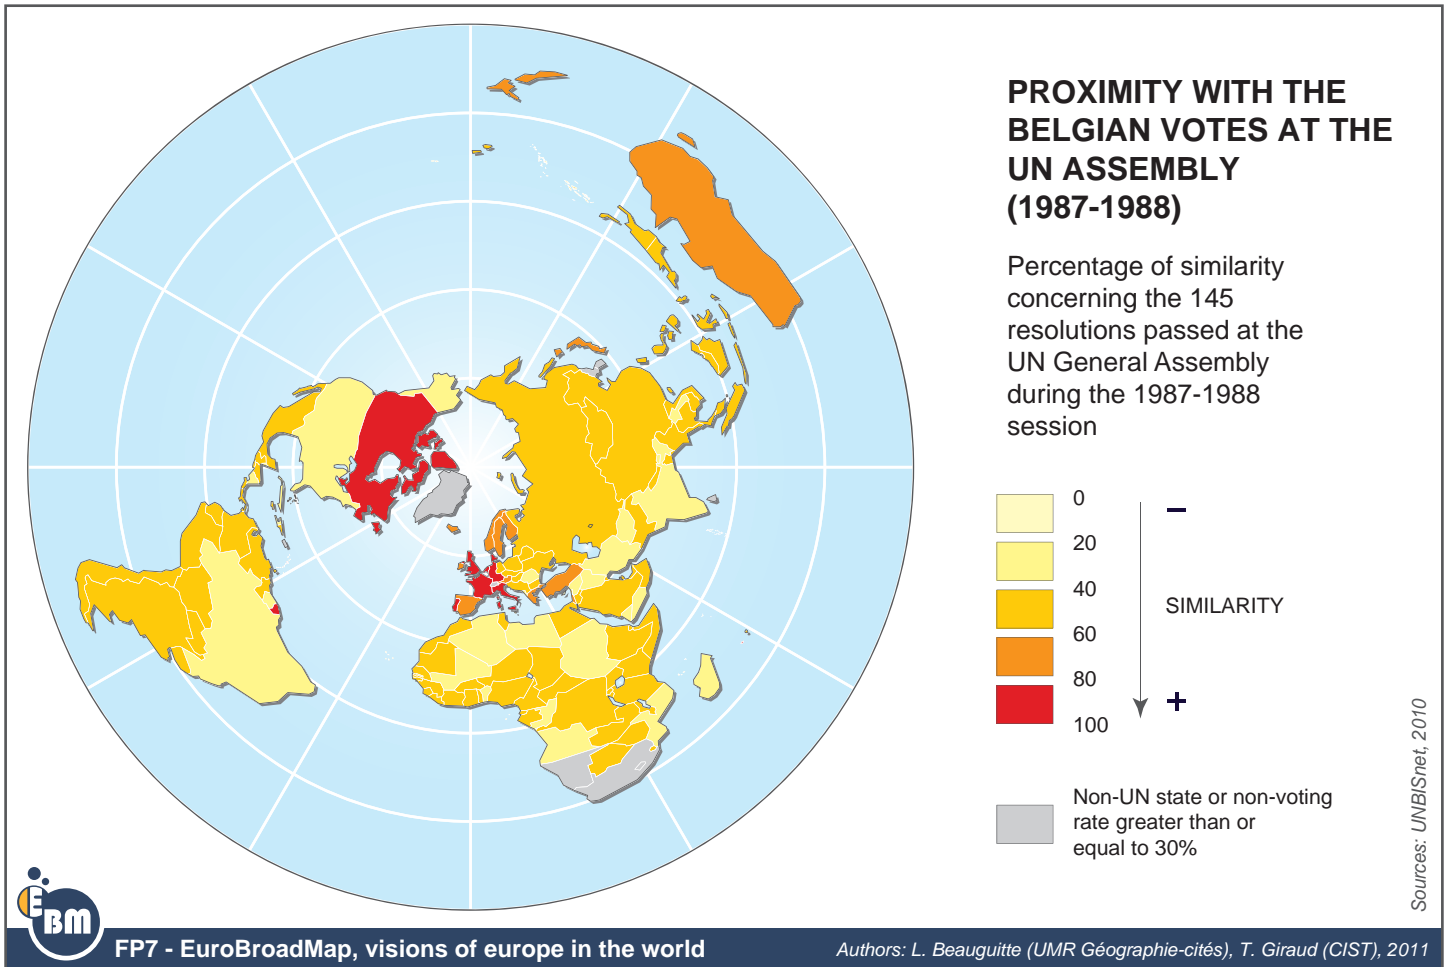 PROXIMITY WITH THE
BELGIAN VOTES AT THE
UN ASSEMBLY
(1987-1988)
Percentage of similarity
concerning the 145
resolutions passed at the
UN General Assembly
during the 1987-1988
session
0
20
40
60
80
100
–
SIMILARITY
+
Non-UN state or non-voting
rate greater than or
equal to 30%
Sources: UNBISnet, 2010
EBM
FP7 - EuroBroadMap, visions of europe in the world
Authors: L. Beauguitte (UMR Géographie-cités), T. Giraud (CIST), 2011